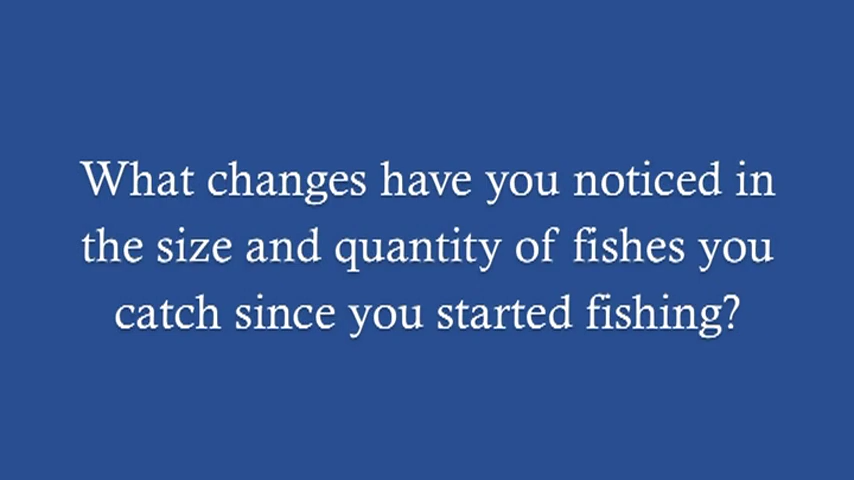 What changes have you noticed in
the size and quantity of fishes you
catch since you started fishing?